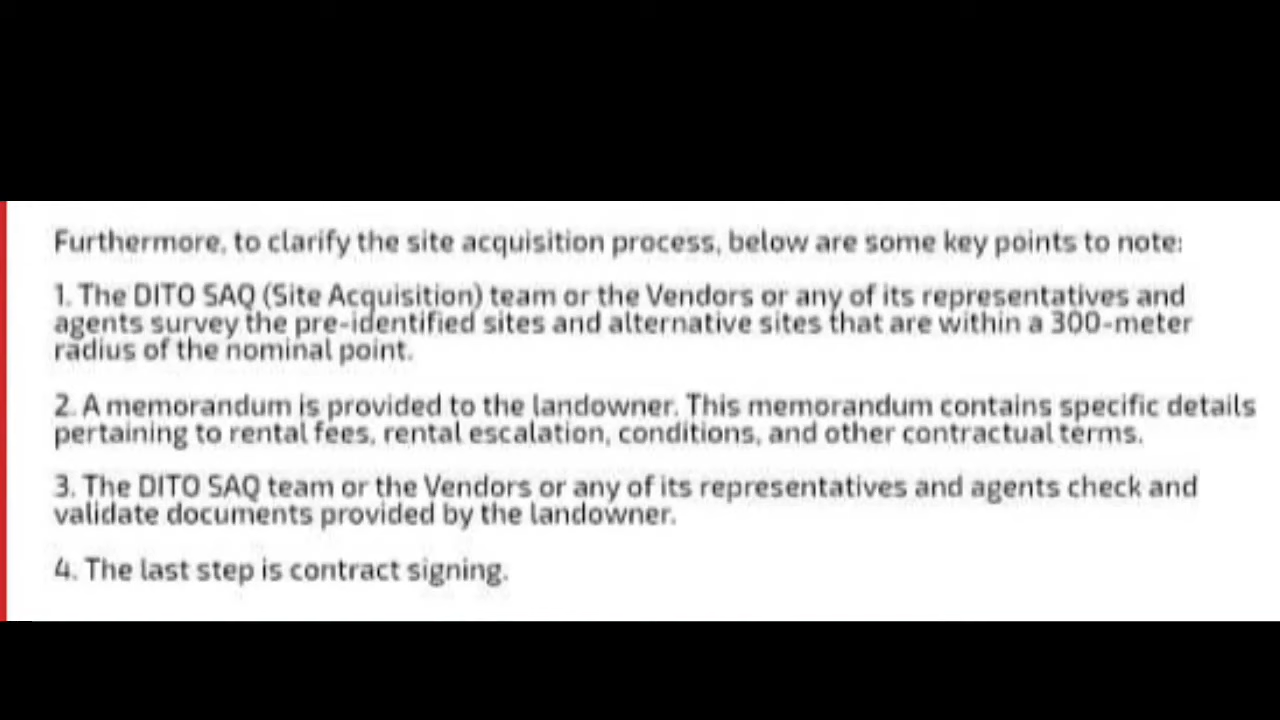 Furthermore, to clarify the site acquisition process, below are some key points to note:
1. The DITO SAQ (Site Acquisition) team or the Vendors or any of its representatives and
agents survey the pre-identified sites and alternative sites that are within a 300-meter
radius of the nominal point.
2. A memorandum is provided to the landowner. This memorandum contains specific details
pertaining to rental fees, rental escalation, conditions, and other contractual terms.
3. The DITO SAQ team or the Vendors or any of its representatives and agents check and
validate documents provided by the landowner.
4. The last step is contract signing.